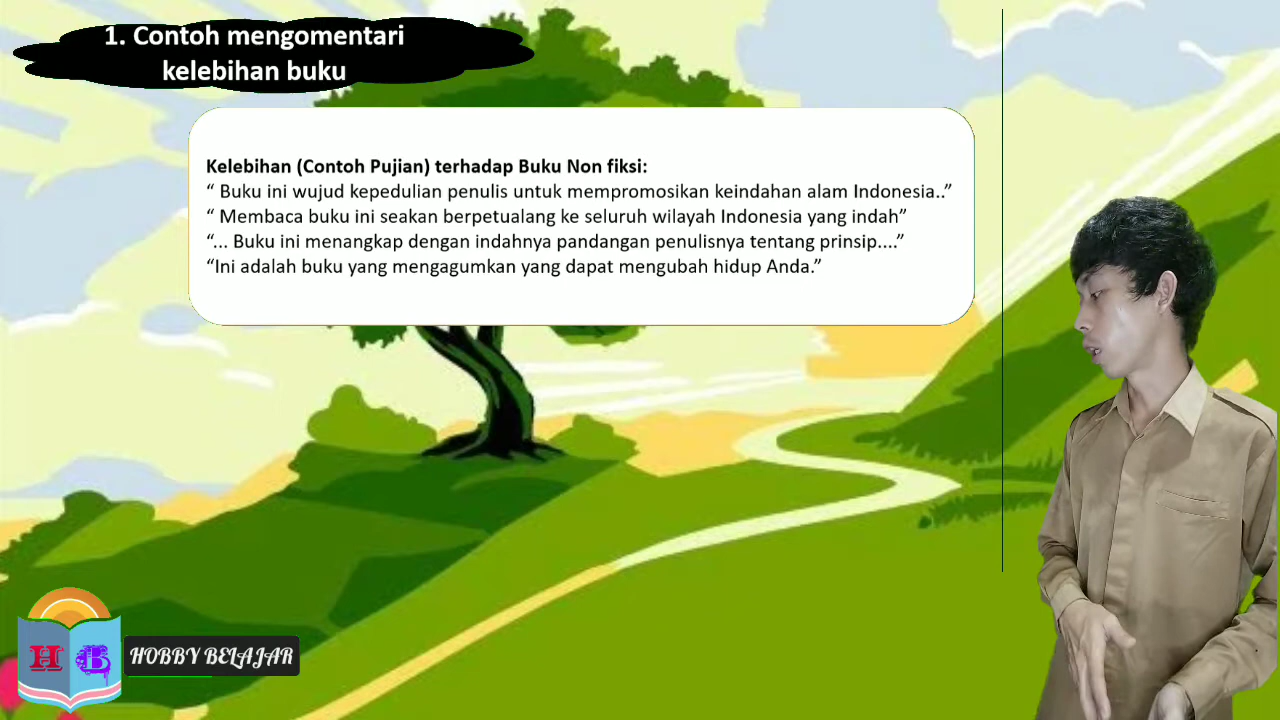 1. Contoh mengomentari
kelebihan buku
Kelebihan (Contoh Pujian) terhadap Buku Non fiksi:
“ Buku ini wujud kepedulian penulis untuk mempromosikan keindahan alam Indonesia..”
“ Membaca buku ini seakan berpetualang ke seluruh wilayah Indonesia yang indah”
“... Buku ini menangkap dengan indahnya pandangan penulisnya tentang prinsip....”
“Ini adalah buku yang mengagumkan yang dapat mengubah hidup Anda.”
H B
HOBBY BELAJAR